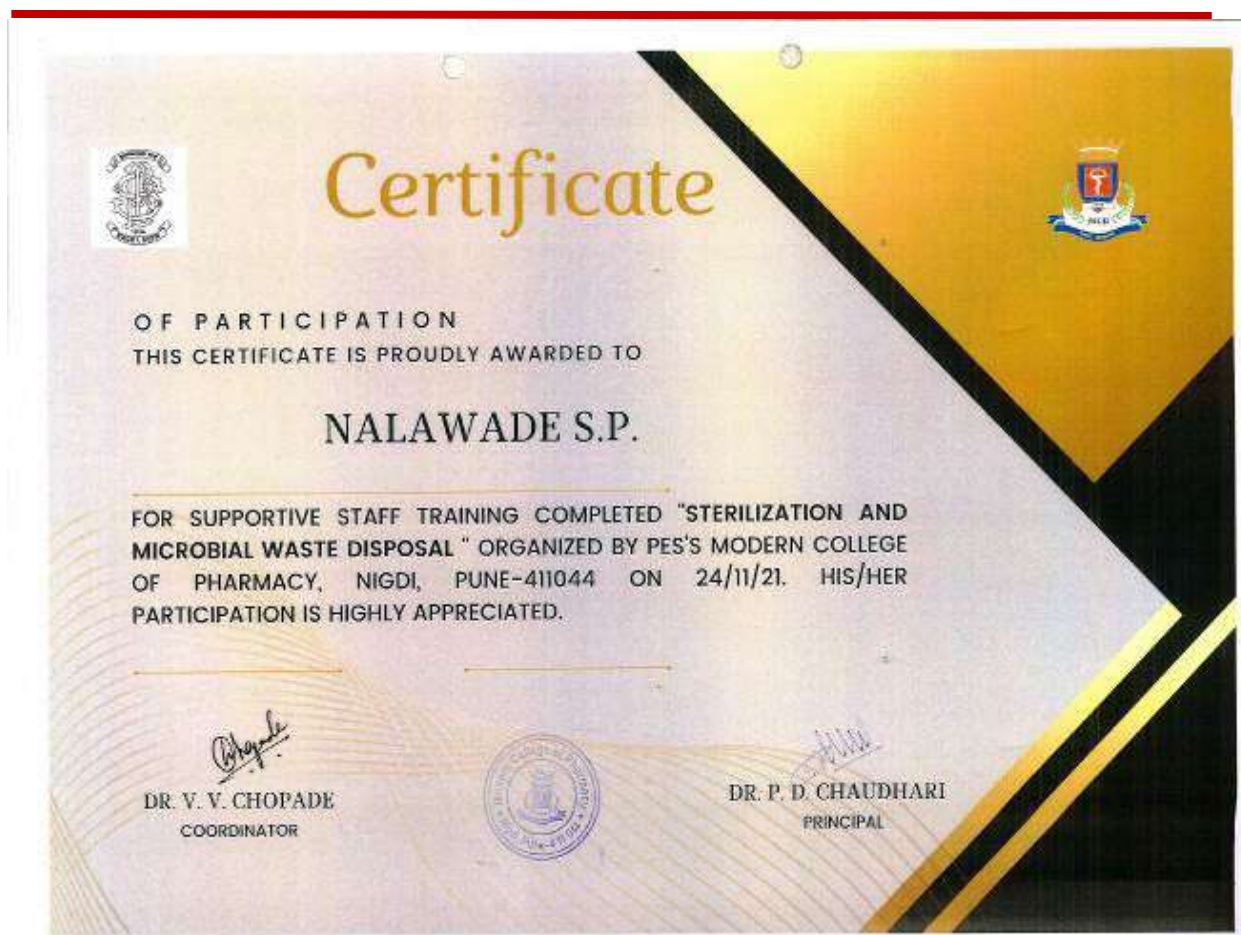 Certificate
OF PARTICIPATION
THIS CERTIFICATE IS PROUDLY AWARDED TO
NALAWADE S.P.
FOR SUPPORTIVE STAFF TRAINING COMPLETED "STERILIZATION AND
MICROBIAL WASTE DISPOSAL " ORGANIZED BY PES'S MODERN COLLEGE
OF PHARMACY, NIGDI, PUNE-411044 ON 24/11/21. HIS/HER
PARTICIPATION IS HIGHLY APPRECIATED.
Chopade
DR. V. V. CHOPADE
COORDINATOR
DR. P. D. CHAUDHARI
PRINCIPAL